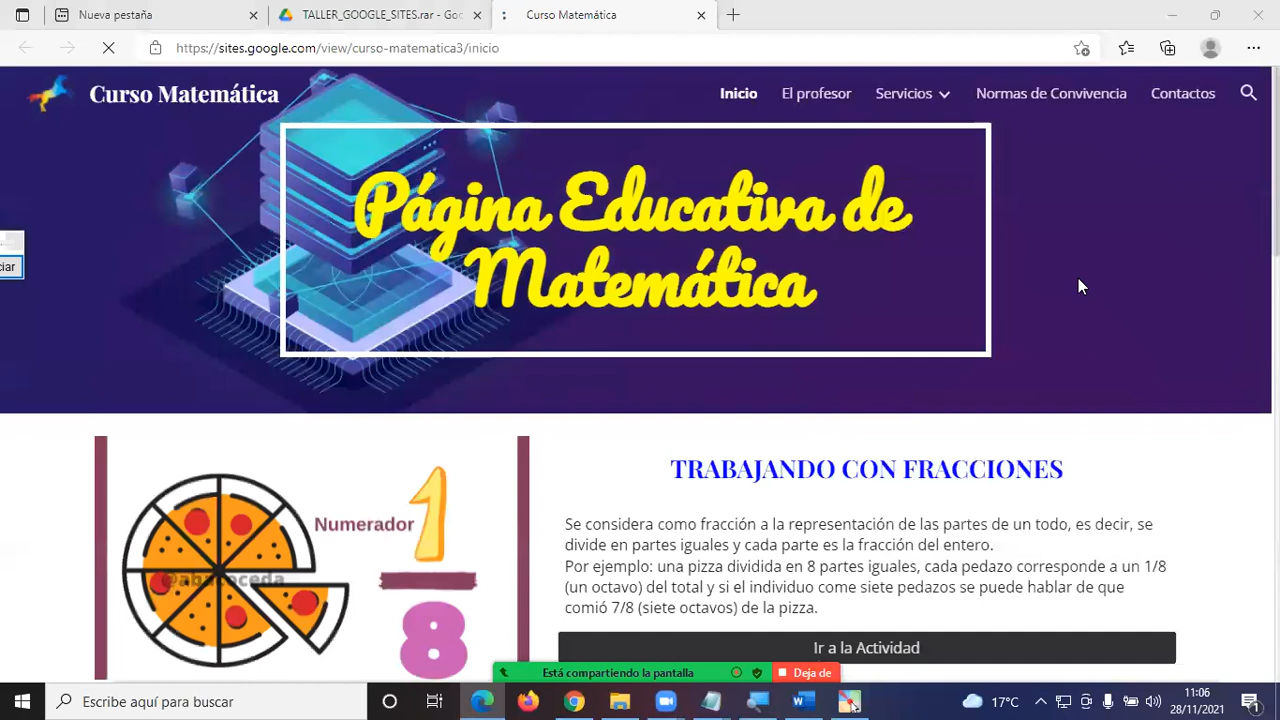 Nueva pestaña
TALLER_GOOGLE_SITES.rar - Goo
Curso Matemática
https://sites.google.com/view/curso-matematica3/inicio
Curso Matemática
Inicio
El profesor
Servicios
Normas de Convivencia
Contactos
Página Educativa de
Matemática
ciar
TRABAJANDO CON FRACCIONES
Numerador
1
8
@abacoceda
Se considera como fracción a la representación de las partes de un todo, es decir, se
divide en partes iguales y cada parte es la fracción del entero.
Por ejemplo: una pizza dividida en 8 partes iguales, cada pedazo corresponde a un 1/8
(un octavo) del total y si el individuo come siete pedazos se puede hablar de que
comió 7/8 (siete octavos) de la pizza.
Ir a la Actividad
Está compartiendo la pantalla
Deja de
Escribe aquí para buscar
17°C
11:06
28/11/2021